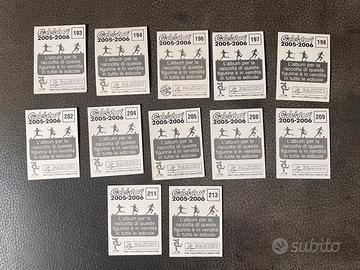 193
Calciatori
2005-2006
L'album per la
raccolta di queste
figurine è in vendita
in tutte le edicole
194
Calciatori
2005-2006
L'album per la
raccolta di queste
figurine è in vendita
in tutte le edicole
196
Calciatori
2005-2006
L'album per la
raccolta di queste
figurine è in vendita
in tutte le edicole
197
Calciatori
2005-2006
L'album per la
raccolta di queste
figurine è in vendita
in tutte le edicole
198
Calciatori
2005-2006
L'album per la
raccolta di queste
figurine è in vendita
in tutte le edicole
202
Calciatori
2005-2006
L'album per la
raccolta di queste
figurine è in vendita
in tutte le edicole
204
Calciatori
2005-2006
L'album per la
raccolta di queste
figurine è in vendita
in tutte le edicole
205
Calciatori
2005-2006
L'album per la
raccolta di queste
figurine è in vendita
in tutte le edicole
208
Calciatori
2005-2006
L'album per la
raccolta di queste
figurine è in vendita
in tutte le edicole
209
Calciatori
2005-2006
L'album per la
raccolta di queste
figurine è in vendita
in tutte le edicole
211
Calciatori
2005-2006
L'album per la
raccolta di queste
figurine è in vendita
in tutte le edicole
213
Calciatori
2005-2006
L'album per la
raccolta di queste
figurine è in vendita
in tutte le edicole
subito